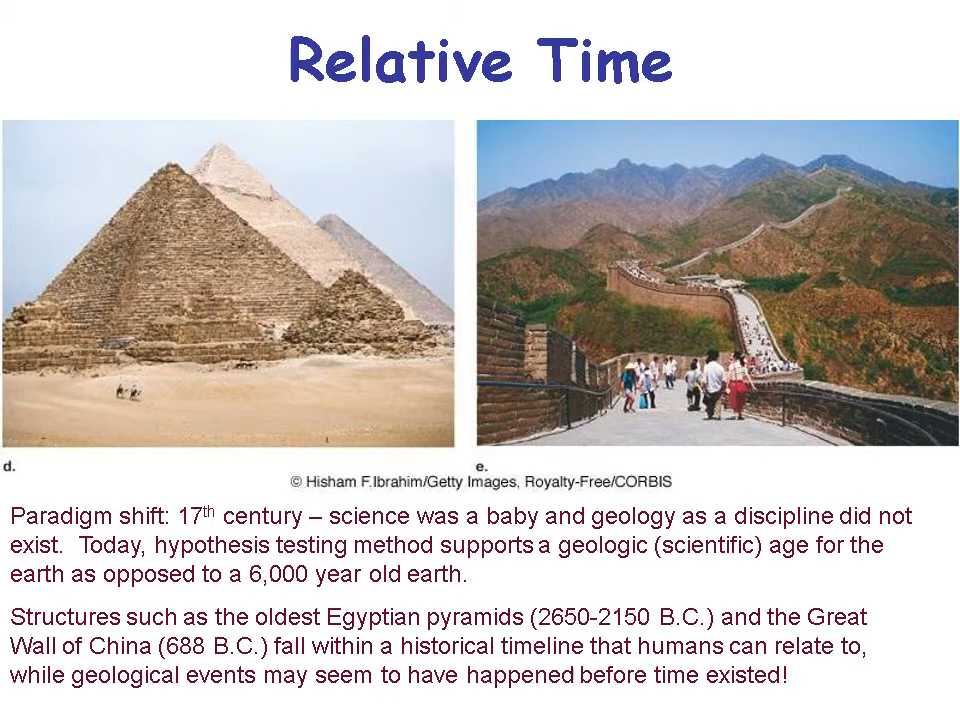 Relative Time
d.
e.
© Hisham F.Ibrahim/Getty Images, Royalty-Free/CORBIS
Paradigm shift: 17th century – science was a baby and geology as a discipline did not
exist. Today, hypothesis testing method supports a geologic (scientific) age for the
earth as opposed to a 6,000 year old earth.
Structures such as the oldest Egyptian pyramids (2650-2150 B.C.) and the Great
Wall of China (688 B.C.) fall within a historical timeline that humans can relate to,
while geological events may seem to have happened before time existed!